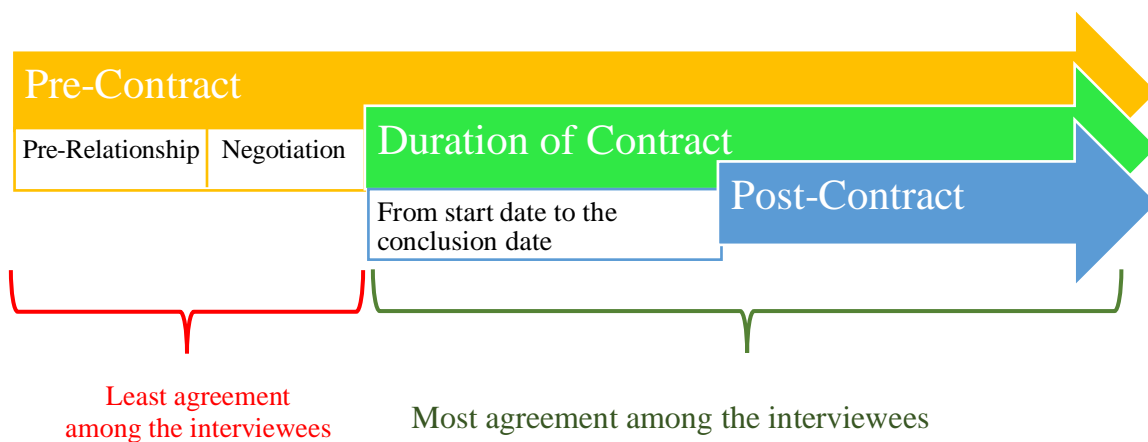 Pre-Contract
Pre-Relationship
Negotiation
Duration of Contract
From start date to the
conclusion date
Post-Contract
Least agreement
among the interviewees
Most agreement among the interviewees